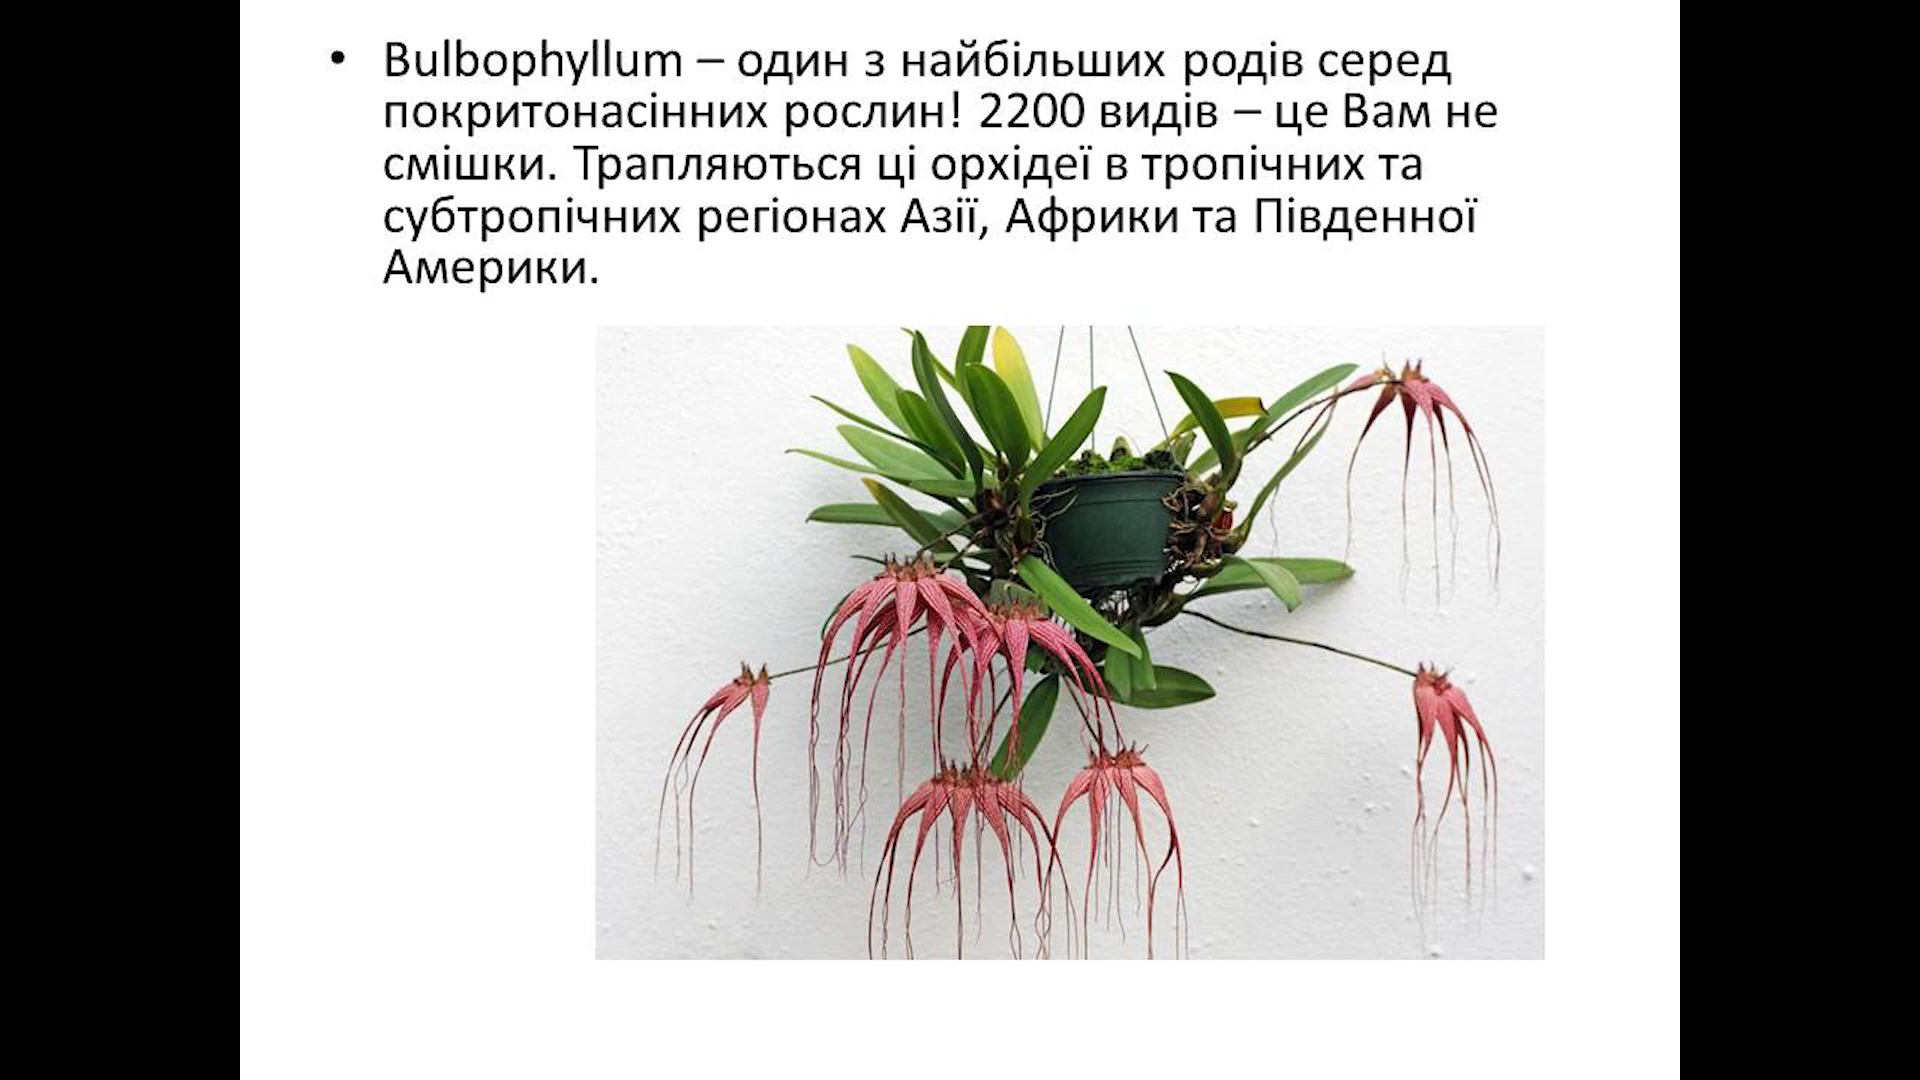 • Bulbophyllum – один з найбільших родів серед
покритонасінних рослин! 2200 видів – це Вам не
смішки. Трапляються ці орхідеї в тропічних та
субтропічних регіонах Азії, Африки та Південної
Америки.